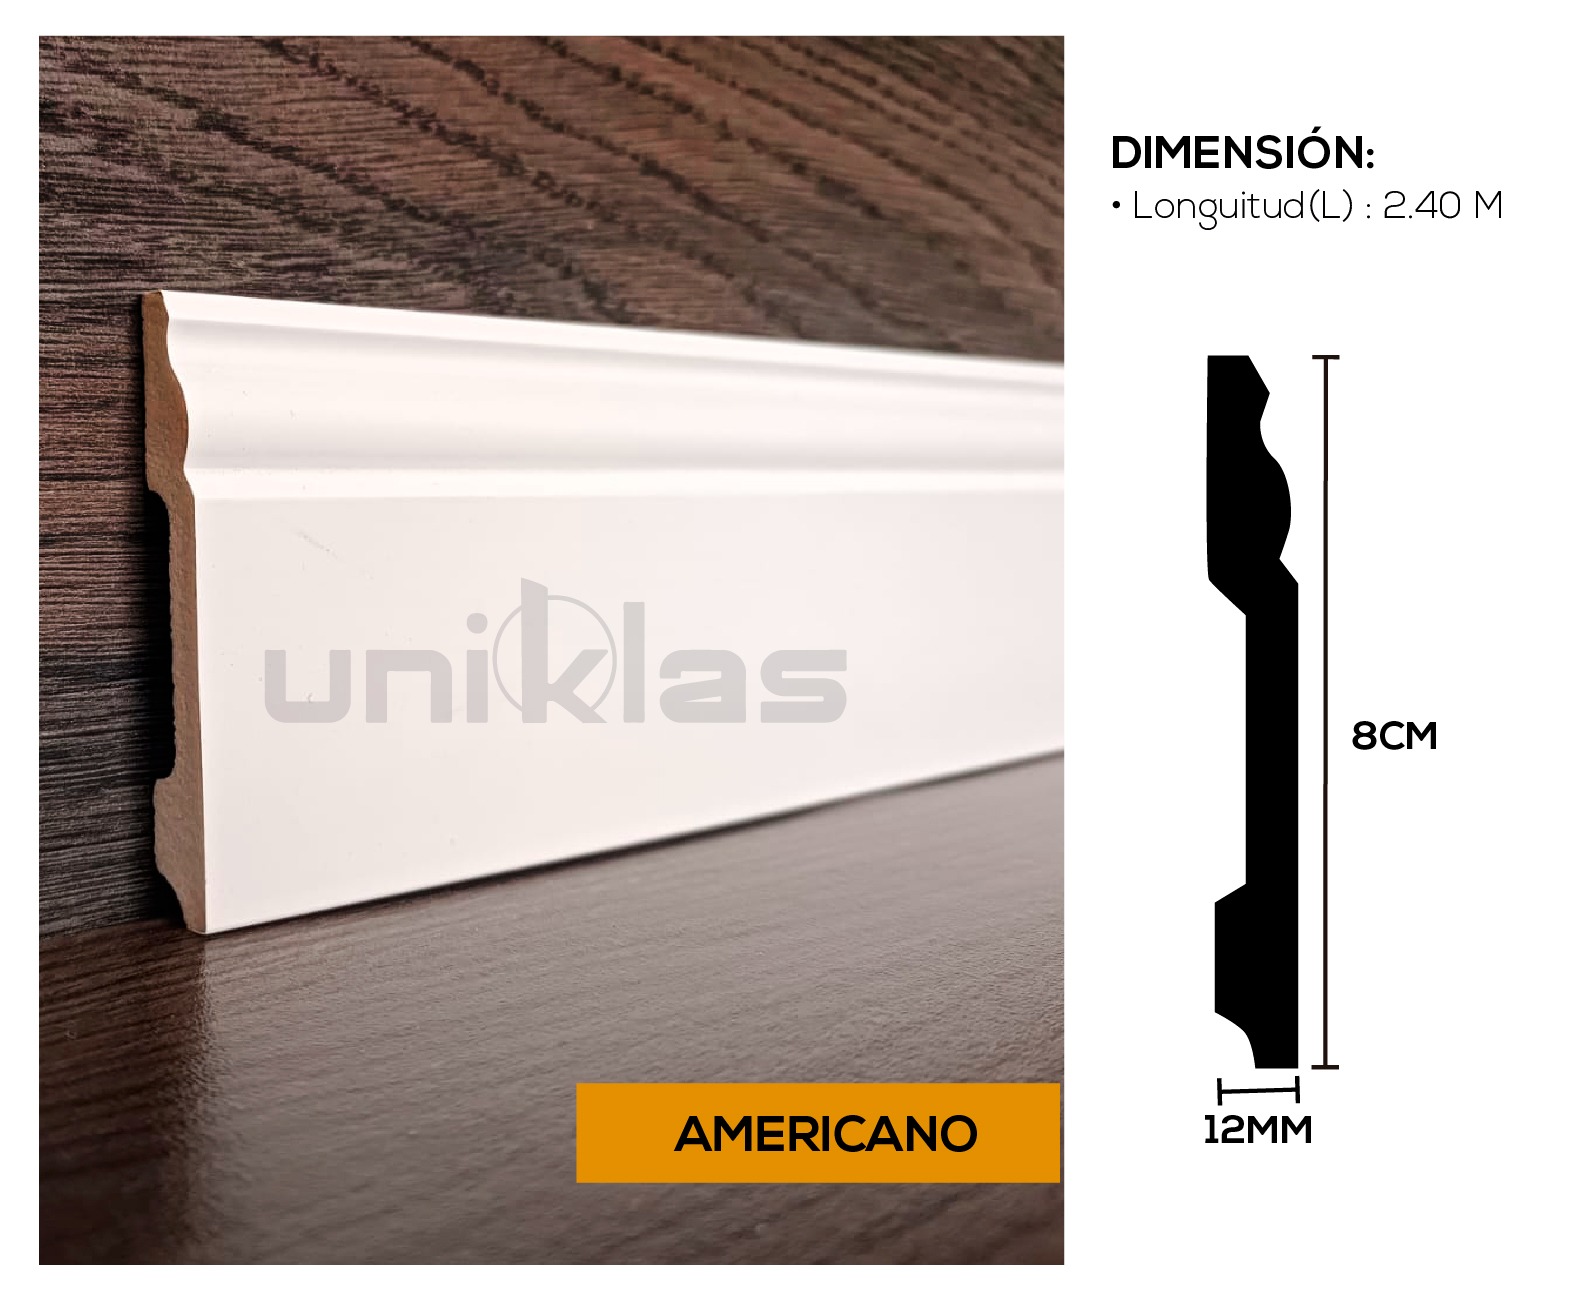 DIMENSIÓN:
• Longuitud(L) : 2.40 M
uniklas
8CM
12MM
AMERICANO